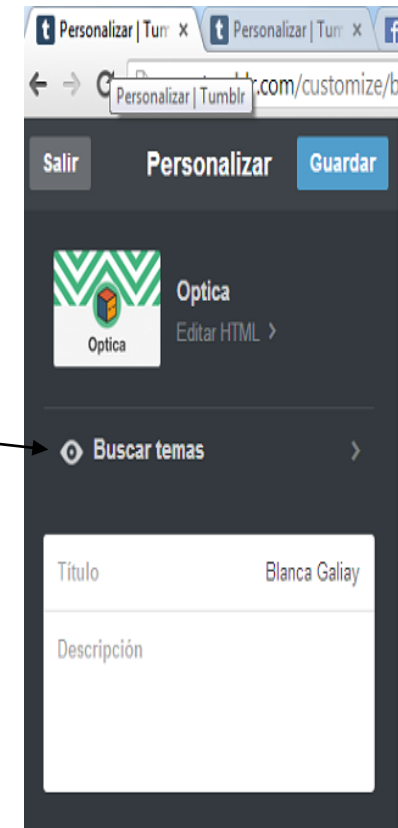 Personalizar | Tum
Personalizar | Tum
.com/customize/b
Personalizar | Tumblr
Salir
Personalizar
Guardar
Optica
Optica
Editar HTML >
Buscar temas >
Título
Blanca Galiay
Descripción